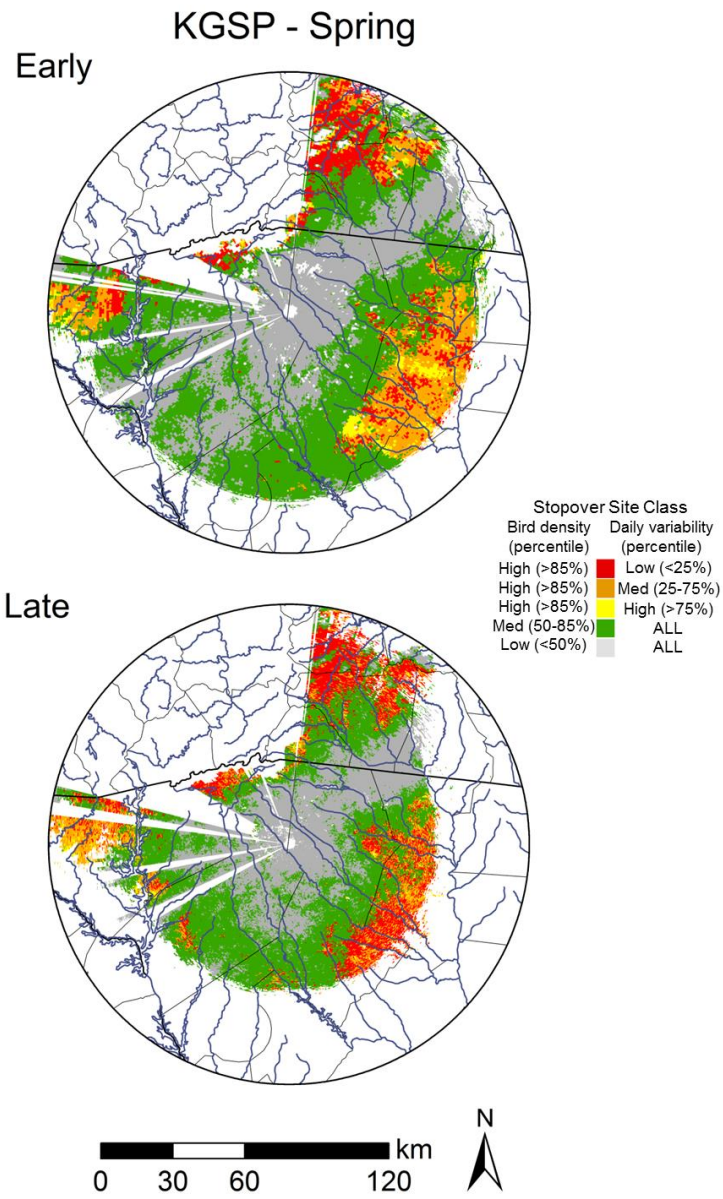 KGSP - Spring
Early
Stopover Site Class
Bird density Daily variability
(percentile) (percentile)
High (>85%) Low (<25%)
High (>85%) Med (25-75%)
High (>85%) High (>75%)
Med (50-85%) ALL
Low (<50%) ALL
Late
N
km
0 30 60 120